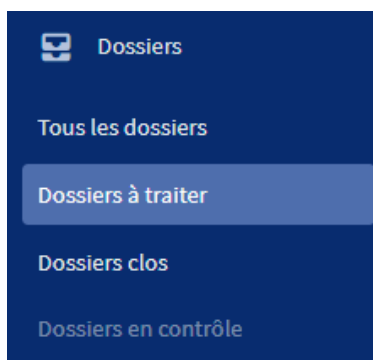 Dossiers
Tous les dossiers
Dossiers à traiter
Dossiers clos
Dossiers en contrôle